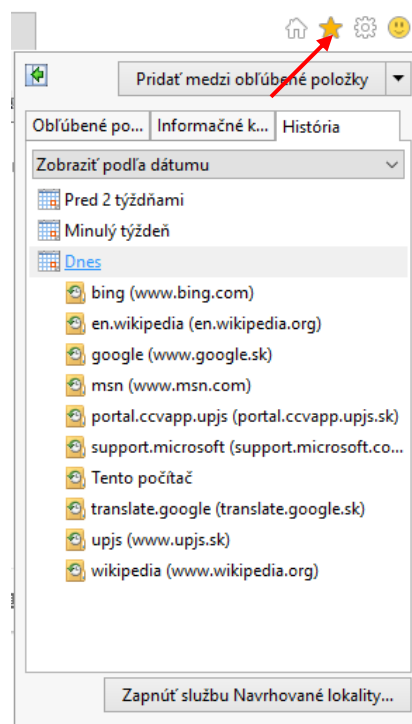 Pridať medzi obľúbené položky
Obľúbené po... Informačné k... História
Zobraziť podľa dátumu
Pred 2 týždňami
Minulý týždeň
Dnes
bing (www.bing.com)
en.wikipedia (en.wikipedia.org)
google (www.google.sk)
msn (www.msn.com)
portal.ccvapp.upjs (portal.ccvapp.upjs.sk)
support.microsoft (support.microsoft.co...
Tento počítač
translate.google (translate.google.sk)
upjs (www.upjs.sk)
wikipedia (www.wikipedia.org)
Zapnúť službu Navrhované lokality...